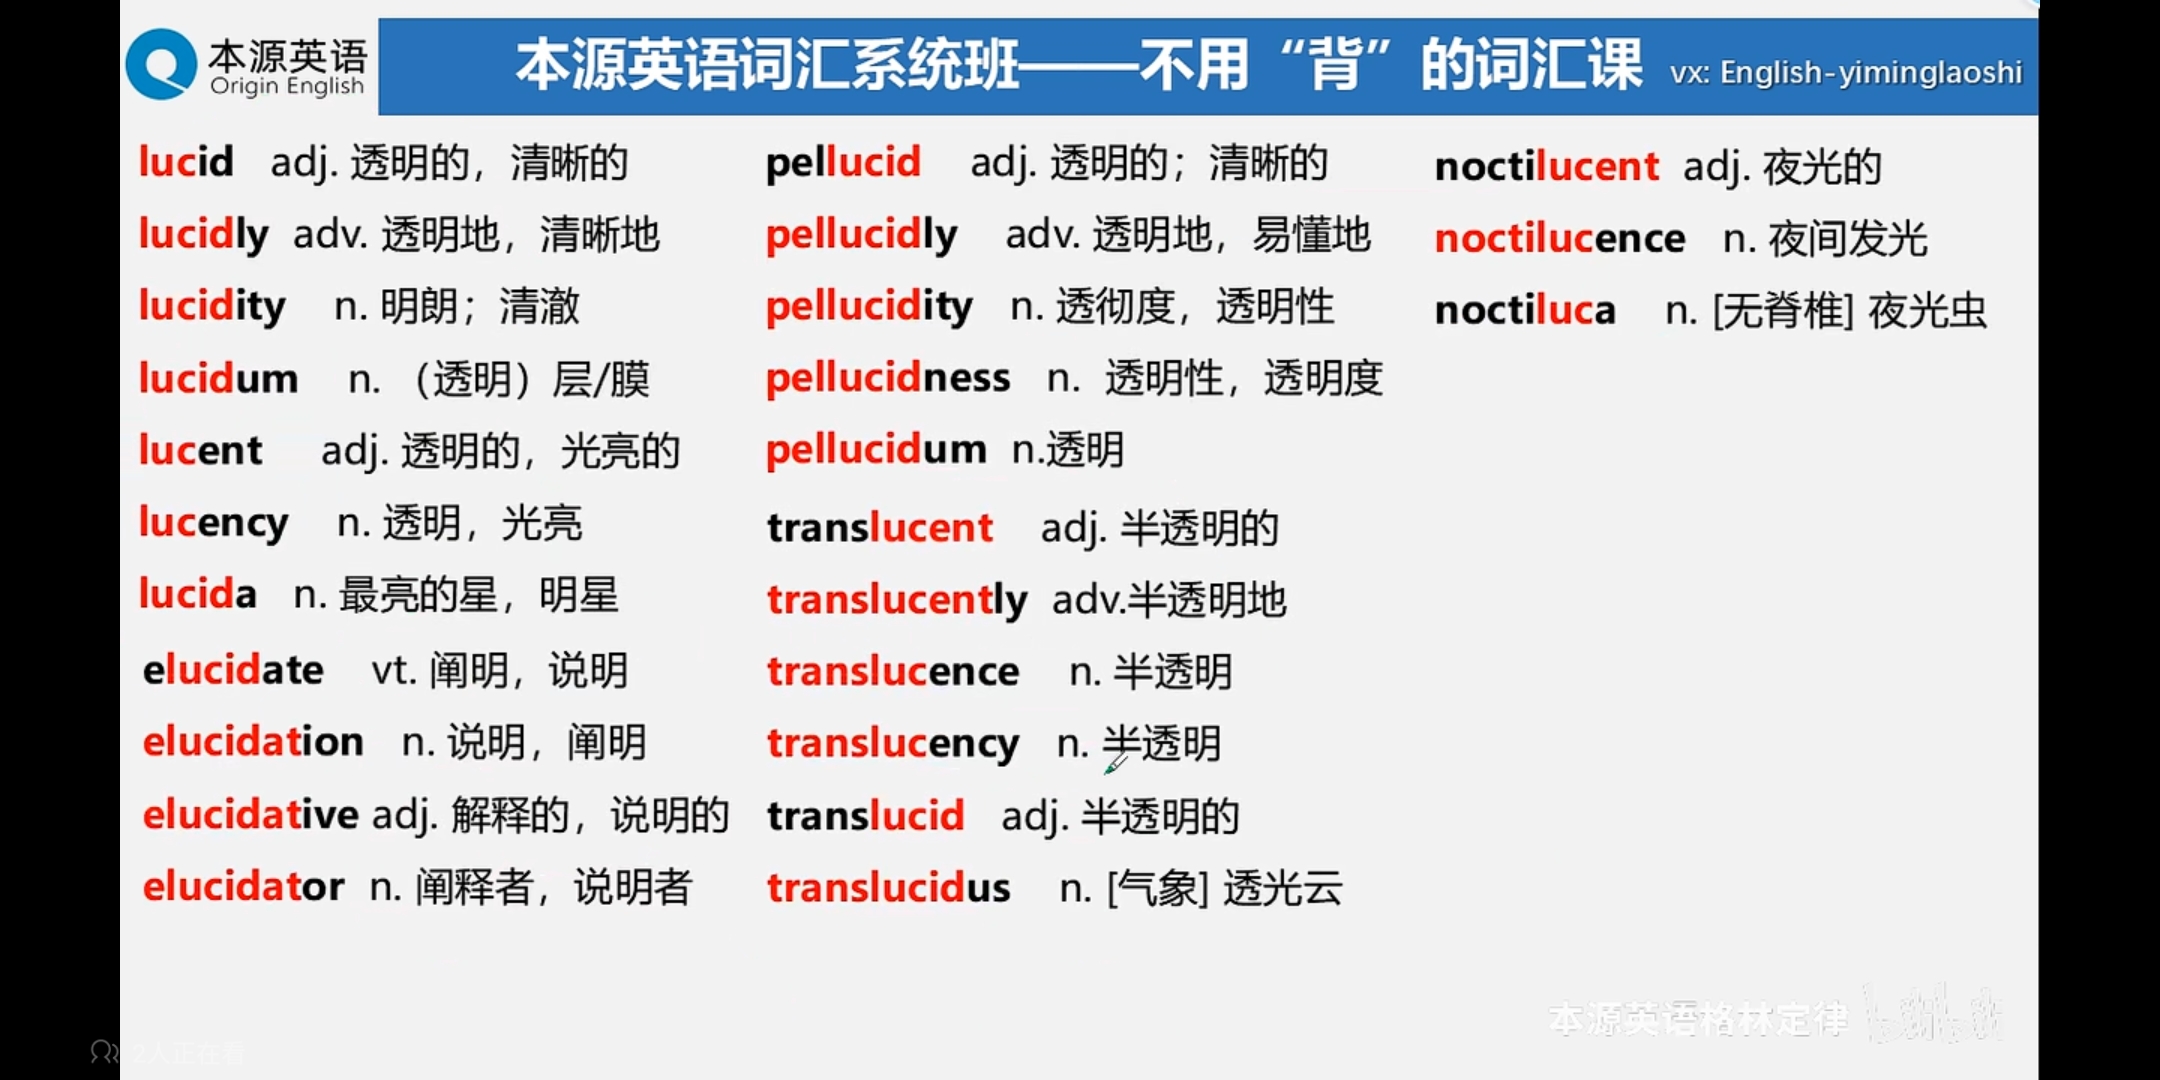 本源英语
Origin English
本源英语词汇系统班——不用“背”的词汇课 vx: English-yiminglaoshi
lucid adj. 透明的，清晰的
lucidly adv. 透明地，清晰地
lucidity n. 明朗；清澈
lucidum n. （透明）层/膜
lucent adj. 透明的，光亮的
lucency n. 透明，光亮
lucida n. 最亮的星，明星
elucidate vt. 阐明，说明
elucidation n. 说明，阐明
elucidative adj. 解释的，说明的
elucidator n. 阐释者，说明者
pellucid adj. 透明的；清晰的
pellucidly adv. 透明地，易懂地
pellucidity n. 透彻度，透明性
pellucidness n. 透明性，透明度
pellucidum n.透明
translucent adj. 半透明的
translucently adv.半透明地
translucence n. 半透明
translucency n. 半透明
translucid adj. 半透明的
translucidus n. [气象] 透光云
noctilucent adj. 夜光的
noctilucence n. 夜间发光
noctiluca n. [无脊椎] 夜光虫
本源英语格林定律 bilibili
2人正在看